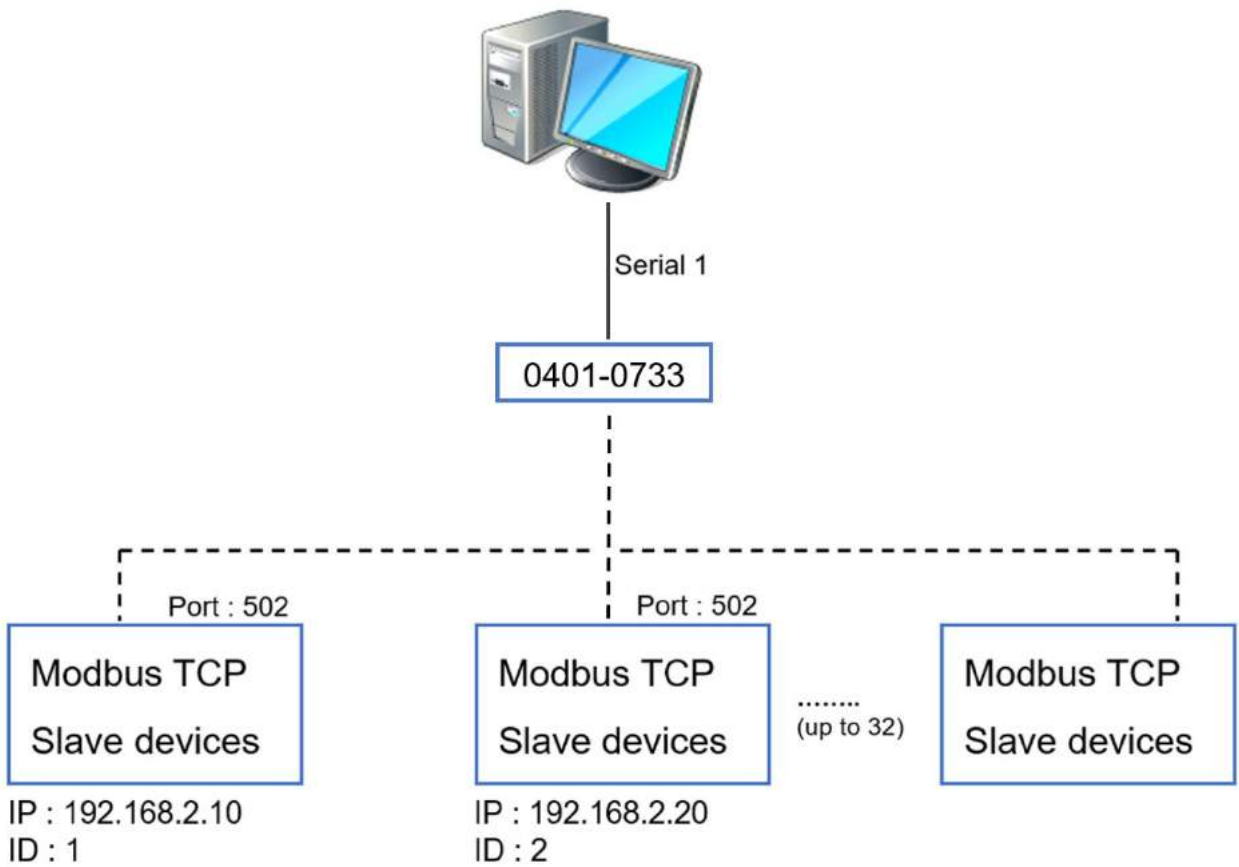 Serial 1
0401-0733
Port : 502
Port : 502
Modbus TCP
Slave devices
Modbus TCP
Slave devices
........
(up to 32)
Modbus TCP
Slave devices
IP : 192.168.2.10
ID : 1
IP : 192.168.2.20
ID : 2